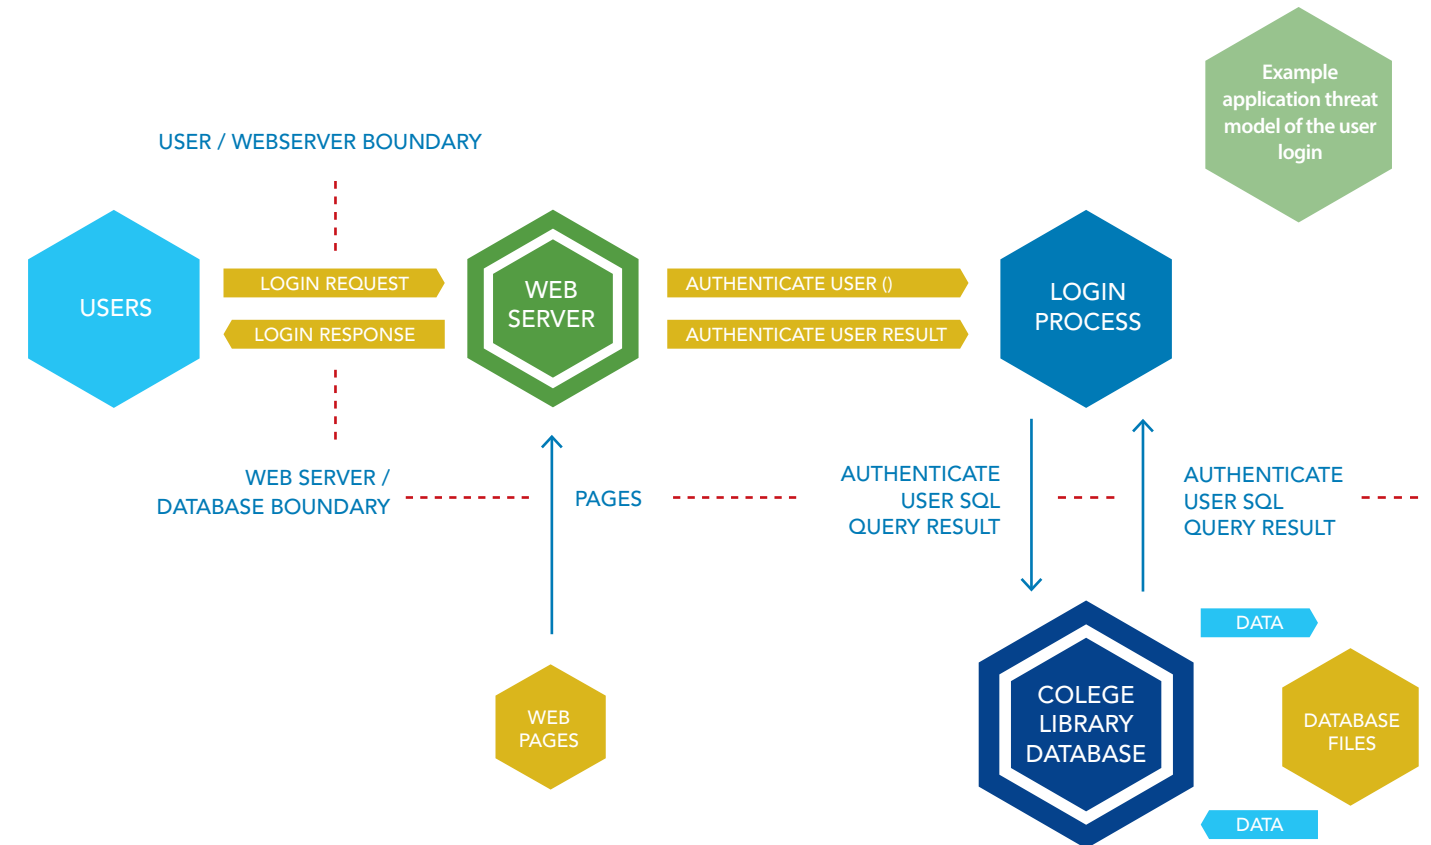 Example
application threat
model of the user
login
USER / WEBSERVER BOUNDARY
USERS
LOGIN REQUEST
LOGIN RESPONSE
WEB
SERVER
AUTHENTICATE USER ()
AUTHENTICATE USER RESULT
LOGIN
PROCESS
WEB SERVER /
DATABASE BOUNDARY
PAGES
AUTHENTICATE
USER SQL
QUERY RESULT
AUTHENTICATE
USER SQL
QUERY RESULT
WEB
PAGES
COLEGE
LIBRARY
DATABASE
DATA
DATABASE
FILES
DATA